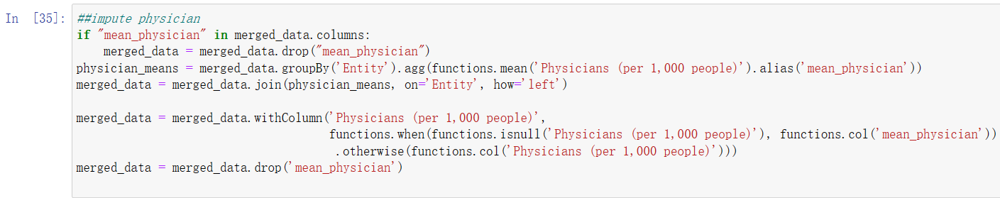 In [35]: ##impute physician
if "mean_physician" in merged_data.columns:
    merged_data = merged_data.drop("mean_physician")
physician_means = merged_data.groupBy('Entity').agg(functions.mean('Physicians (per 1,000 people)').alias('mean_physician'))
merged_data = merged_data.join(physician_means, on='Entity', how='left')

merged_data = merged_data.withColumn('Physicians (per 1,000 people)',
                                     functions.when(functions.isnull('Physicians (per 1,000 people)'), functions.col('mean_physician'))
                                      .otherwise(functions.col('Physicians (per 1,000 people)')))
merged_data = merged_data.drop('mean_physician')